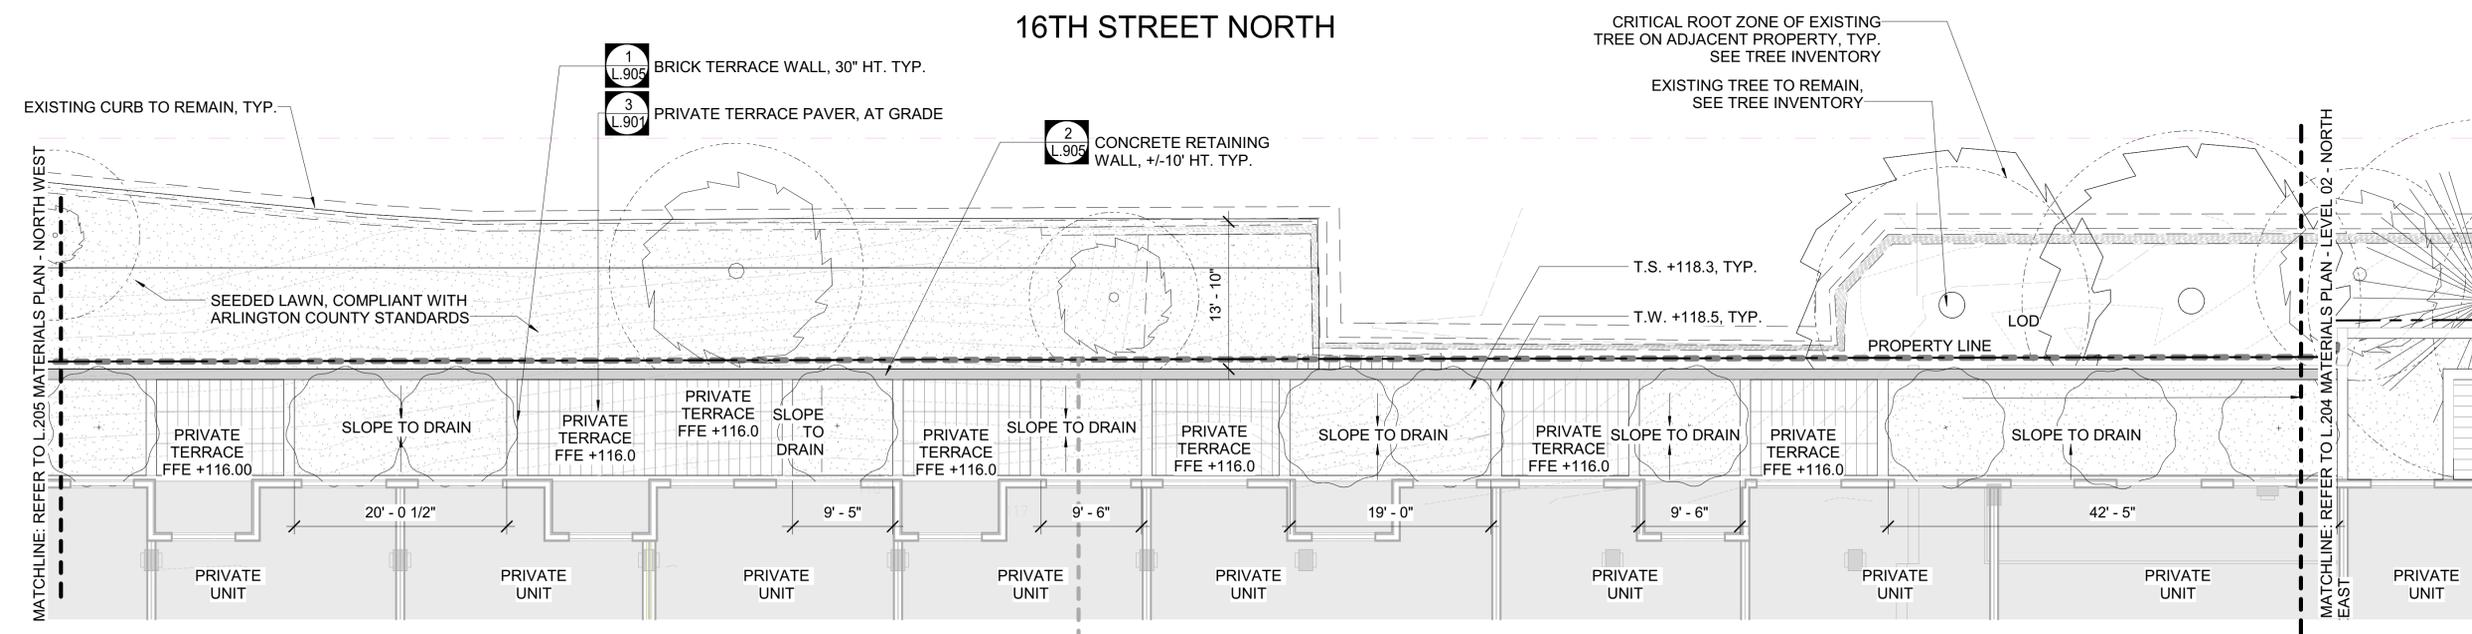 16TH STREET NORTH
CRITICAL ROOT ZONE OF EXISTING
TREE ON ADJACENT PROPERTY, TYP.
SEE TREE INVENTORY
1
L.905
BRICK TERRACE WALL, 30" HT. TYP.
EXISTING TREE TO REMAIN,
SEE TREE INVENTORY
EXISTING CURB TO REMAIN, TYP.
3
L.901
PRIVATE TERRACE PAVER, AT GRADE
2
L.905
CONCRETE RETAINING
WALL, +/-10' HT. TYP.
MATCHLINE: REFER TO L.205 MATERIALS PLAN - NORTH WEST
SEEDED LAWN, COMPLIANT WITH
ARLINGTON COUNTY STANDARDS
13' - 10"
T.S. +118.3, TYP.
T.W. +118.5, TYP.
LOD
PROPERTY LINE
MATCHLINE: REFER TO L.204 MATERIALS PLAN - LEVEL 02 - NORTH
EAST
PRIVATE
TERRACE
FFE +116.00
SLOPE TO DRAIN
PRIVATE
TERRACE
FFE +116.0
PRIVATE
TERRACE
FFE +116.0
SLOPE
TO
DRAIN
PRIVATE
TERRACE
FFE +116.0
SLOPE TO DRAIN
PRIVATE
TERRACE
FFE +116.0
SLOPE TO DRAIN
PRIVATE
TERRACE
FFE +116.0
SLOPE TO DRAIN
PRIVATE
TERRACE
FFE +116.0
SLOPE TO DRAIN
20' - 0 1/2"
9' - 5"
9' - 6"
19' - 0"
9' - 6"
42' - 5"
PRIVATE
UNIT
PRIVATE
UNIT
PRIVATE
UNIT
PRIVATE
UNIT
PRIVATE
UNIT
PRIVATE
UNIT
PRIVATE
UNIT
PRIVATE
UNIT
PRIVATE
UNIT